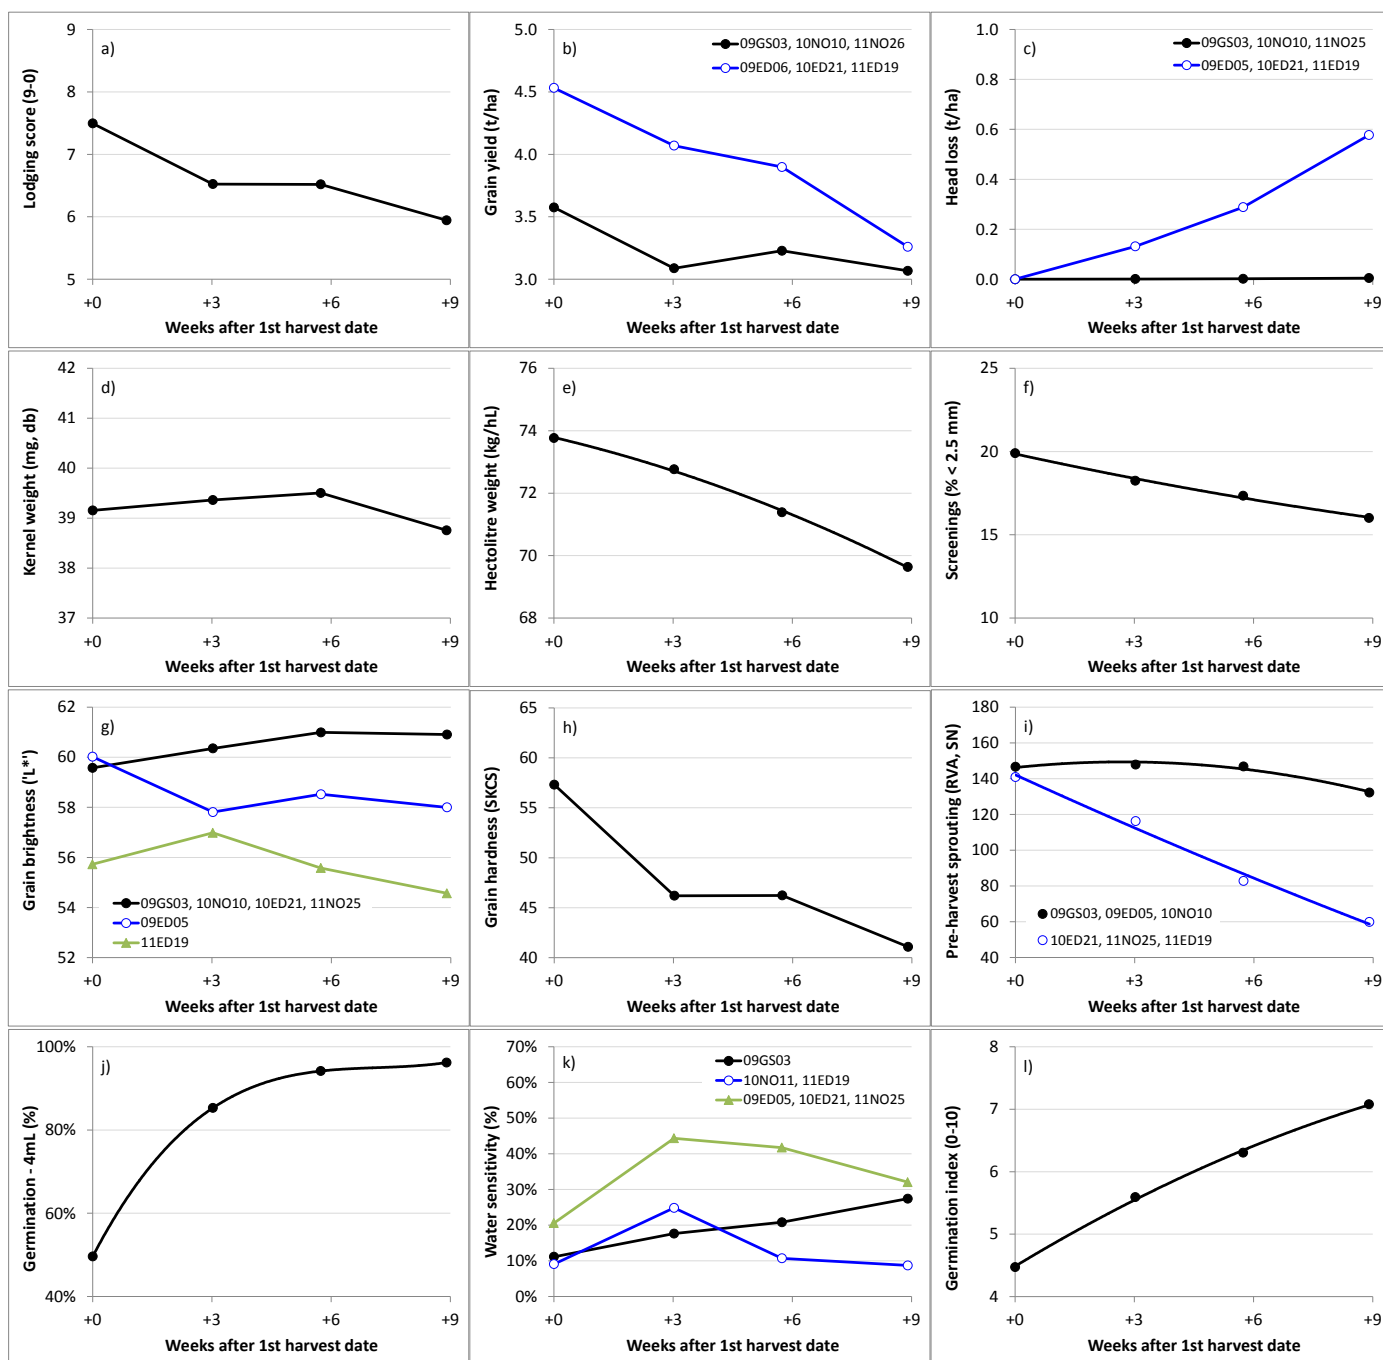 a)
Lodging score (9-0)
9
8
7
6
5
+0 +3 +6 +9
Weeks after 1st harvest date
b)
Grain yield (t/ha)
5.0
4.5
4.0
3.5
3.0
09GS03, 10NO10, 11NO26
09ED06, 10ED21, 11ED19
+0 +3 +6 +9
Weeks after 1st harvest date
c)
Head loss (t/ha)
1.0
0.8
0.6
0.4
0.2
0.0
09GS03, 10NO10, 11NO25
09ED05, 10ED21, 11ED19
+0 +3 +6 +9
Weeks after 1st harvest date
d)
Kernel weight (mg, db)
42
41
40
39
38
37
+0 +3 +6 +9
Weeks after 1st harvest date
e)
Hectolitre weight (kg/hL)
76
74
72
70
68
+0 +3 +6 +9
Weeks after 1st harvest date
f)
Screenings (% < 2.5 mm)
25
20
15
10
+0 +3 +6 +9
Weeks after 1st harvest date
g)
Grain brightness ('L*')
62
60
58
56
54
52
09GS03, 10NO10, 10ED21, 11NO25
09ED05
11ED19
+0 +3 +6 +9
Weeks after 1st harvest date
h)
Grain hardness (SKCS)
65
60
55
50
45
40
+0 +3 +6 +9
Weeks after 1st harvest date
i)
Pre-harvest sprouting (RVA, SN)
180
160
140
120
100
80
60
40
09GS03, 09ED05, 10NO10
10ED21, 11NO25, 11ED19
+0 +3 +6 +9
Weeks after 1st harvest date
j)
Germination - 4mL (%)
100%
80%
60%
40%
+0 +3 +6 +9
Weeks after 1st harvest date
k)
Water sensitivity (%)
70%
60%
50%
40%
30%
20%
10%
0%
09GS03
10NO11, 11ED19
09ED05, 10ED21, 11NO25
+0 +3 +6 +9
Weeks after 1st harvest date
l)
Germination index (0-10)
8
7
6
5
4
+0 +3 +6 +9
Weeks after 1st harvest date